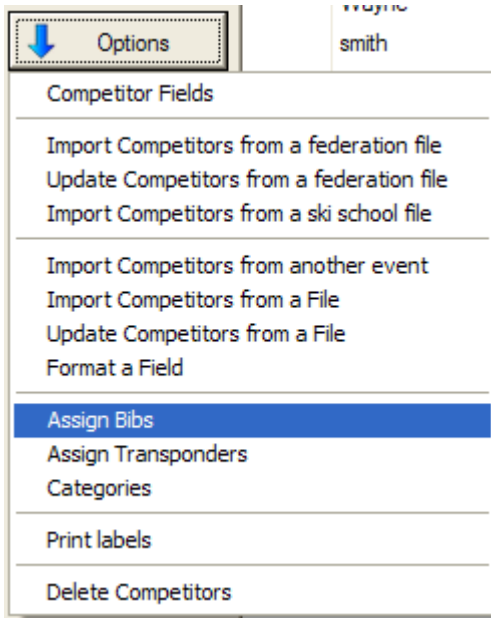 Wayne
Options
smith
Competitor Fields
Import Competitors from a federation file
Update Competitors from a federation file
Import Competitors from a ski school file
Import Competitors from another event
Import Competitors from a File
Update Competitors from a File
Format a Field
Assign Bibs
Assign Transponders
Categories
Print labels
Delete Competitors